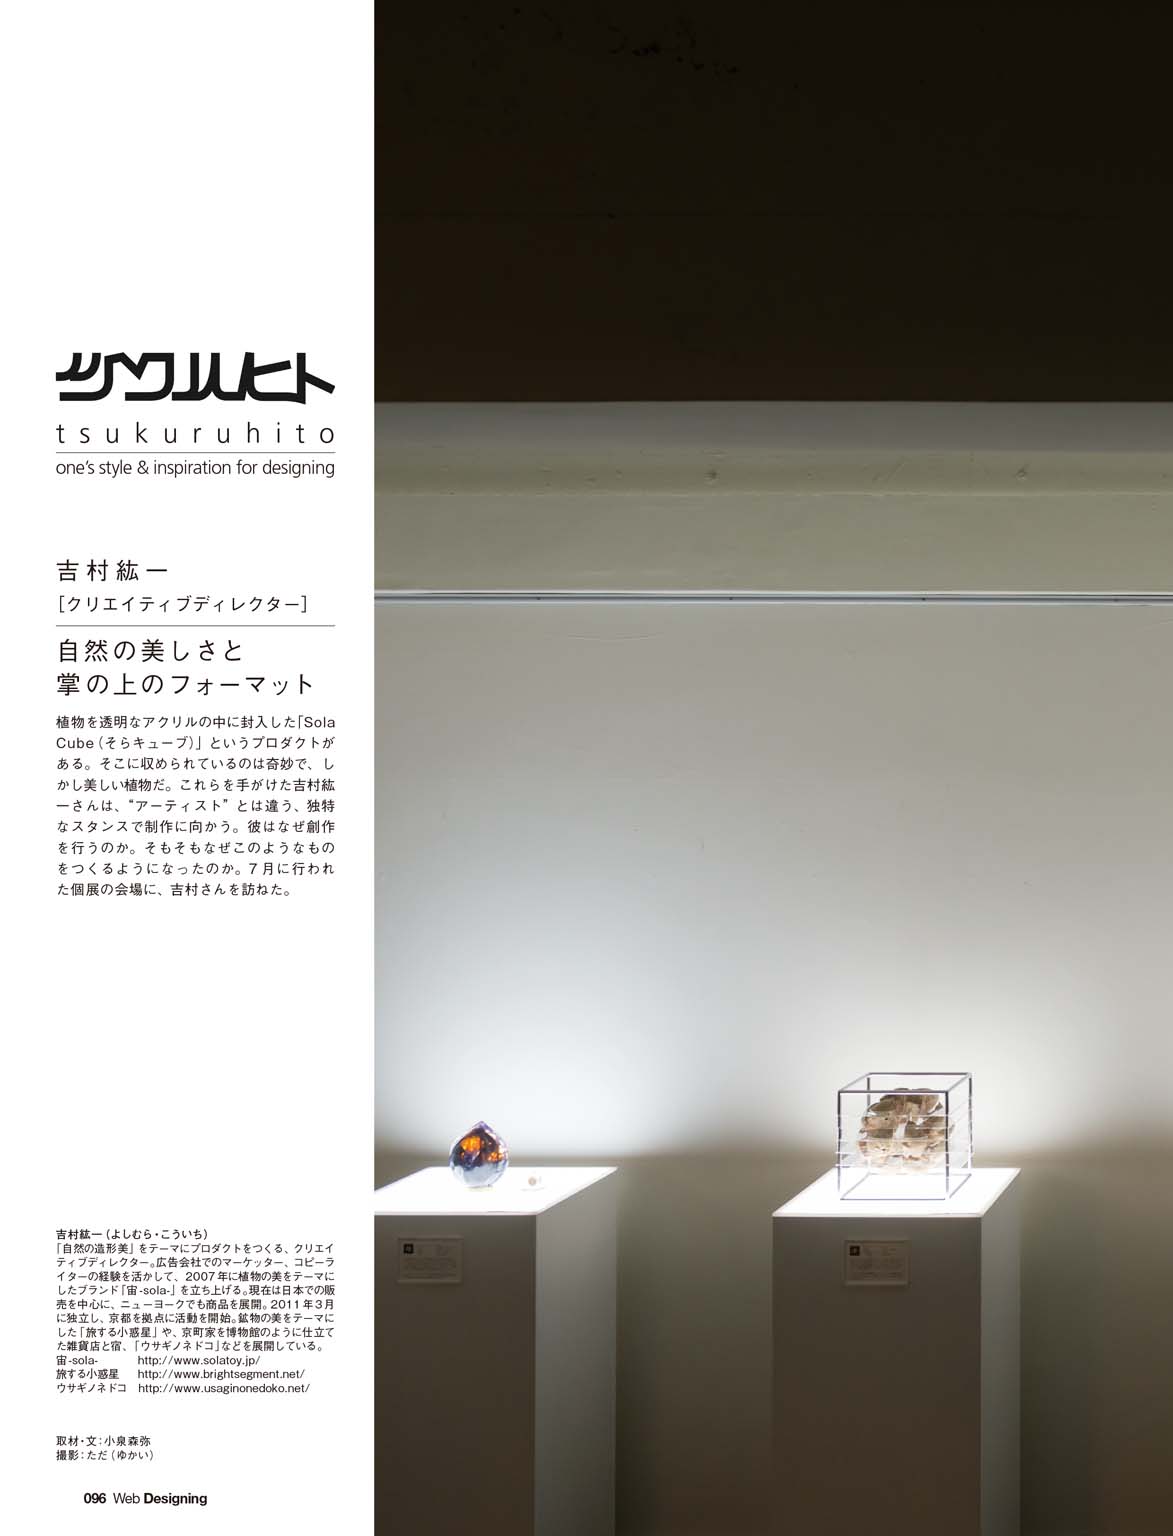 ツクルヒト
tsukuruhito
one's style & inspiration for designing
吉村紘一
［クリエイティブディレクター］
自然の美しさと
掌の上のフォーマット
植物を透明なアクリルの中に封入した「Sola
Cube（そらキューブ）」というプロダクトが
ある。そこに収められているのは奇妙で、し
かし美しい植物だ。これらを手がけた吉村紘
一さんは、“アーティスト”とは違う、独特
なスタンスで制作に向かう。彼はなぜ創作
を行うのか。そもそもなぜこのようなもの
をつくるようになったのか。7月に行われ
た個展の会場に、吉村さんを訪ねた。
吉村紘一（よしむら・こういち）
「自然の造形美」をテーマにプロダクトをつくる、クリエイ
ティブディレクター。広告会社でのマーケッター、コピーラ
イターの経験を活かして、2007年に植物の美をテーマに
したブランド「宙-sola-」を立ち上げる。現在は日本での販
売を中心に、ニューヨークでも商品を展開。2011年3月
に独立し、京都を拠点に活動を開始。鉱物の美をテーマに
した「旅する小惑星」や、京町家を博物館のように仕立て
た雑貨店と宿、「ウサギノネドコ」などを展開している。
宙-sola- http://www.solatoy.jp/
旅する小惑星 http://www.brightsegment.net/
ウサギノネドコ http://www.usaginonedoko.net/
取材・文：小泉森弥
撮影：ただ（ゆかい）
096 Web Designing